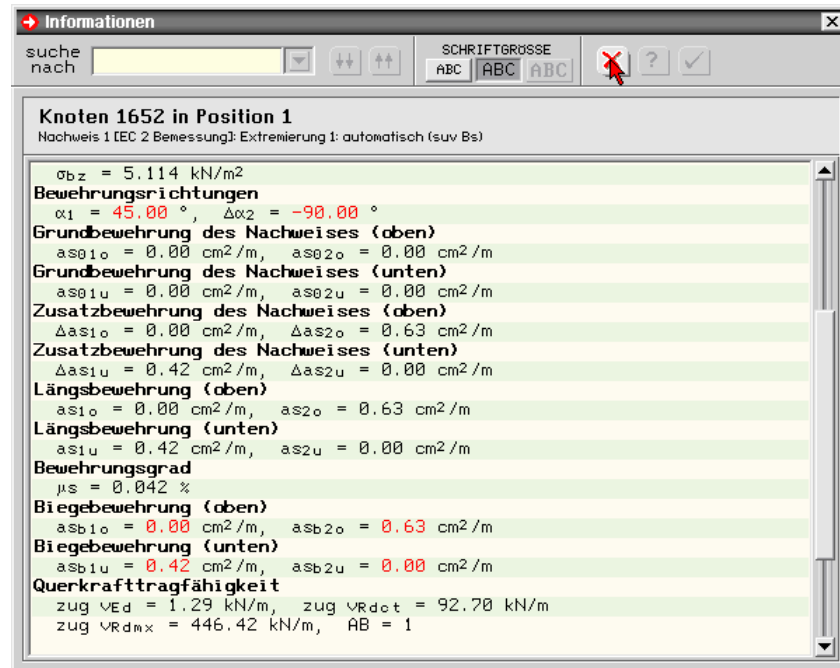 Informationen
suche nach
SCHRIFTGRÖSSE
ABC ABC ABC
Knoten 1652 in Position 1
Nachweis 1 [EC 2 Bemessung]: Extremierung 1: automatisch (suv Bs)
σbz = 5.114 kN/m²
Bewehrungsrichtungen
α1 = 45.00 °, Δα2 = -90.00 °
Grundbewehrung des Nachweises (oben)
as01o = 0.00 cm²/m, as02o = 0.00 cm²/m
Grundbewehrung des Nachweises (unten)
as01u = 0.00 cm²/m, as02u = 0.00 cm²/m
Zusatzbewehrung des Nachweises (oben)
Δas1o = 0.00 cm²/m, Δas2o = 0.63 cm²/m
Zusatzbewehrung des Nachweises (unten)
Δas1u = 0.42 cm²/m, Δas2u = 0.00 cm²/m
Längsbewehrung (oben)
as1o = 0.00 cm²/m, as2o = 0.63 cm²/m
Längsbewehrung (unten)
as1u = 0.42 cm²/m, as2u = 0.00 cm²/m
Bewehrungsgrad
μs = 0.042 %
Biegebewehrung (oben)
asb1o = 0.00 cm²/m, asb2o = 0.63 cm²/m
Biegebewehrung (unten)
asb1u = 0.42 cm²/m, asb2u = 0.00 cm²/m
Querkrafttragfähigkeit
zug vEd = 1.29 kN/m, zug vRdct = 92.70 kN/m
zug vRdmx = 446.42 kN/m, AB = 1